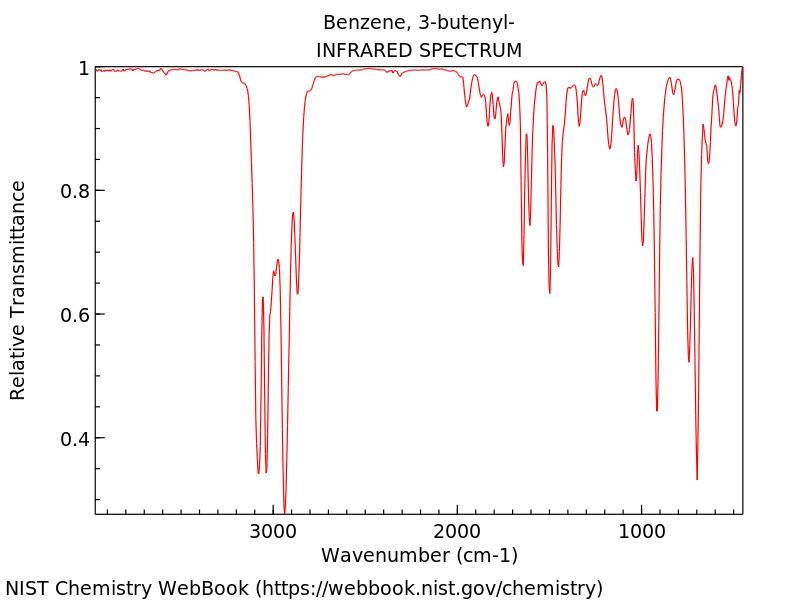 Benzene, 3-butenyl-
INFRARED SPECTRUM
1
0.8
0.6
0.4
Relative Transmittance
3000 2000 1000
Wavenumber (cm-1)
NIST Chemistry WebBook (https://webbook.nist.gov/chemistry)